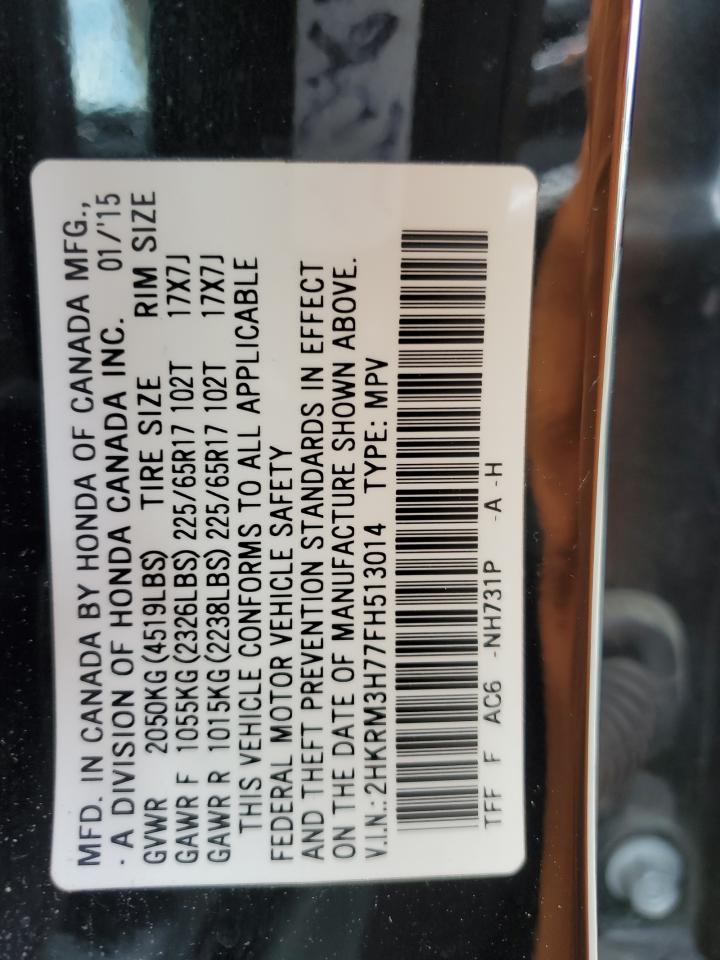 MFD. IN CANADA BY HONDA OF CANADA MFG.,
· A DIVISION OF HONDA CANADA INC. 01/'15
GVWR 2050KG(4519LBS) TIRE SIZE RIM SIZE
GAWR F 1055KG(2326LBS) 225/65R17 102T 17X7J
GAWR R 1015KG(2238LBS) 225/65R17 102T 17X7J
THIS VEHICLE CONFORMS TO ALL APPLICABLE
FEDERAL MOTOR VEHICLE SAFETY
AND THEFT PREVENTION STANDARDS IN EFFECT
ON THE DATE OF MANUFACTURE SHOWN ABOVE.
V.I.N.:2HKRM3H77FH513014 TYPE: MPV
TFF F AC6 -NH731P -A -H